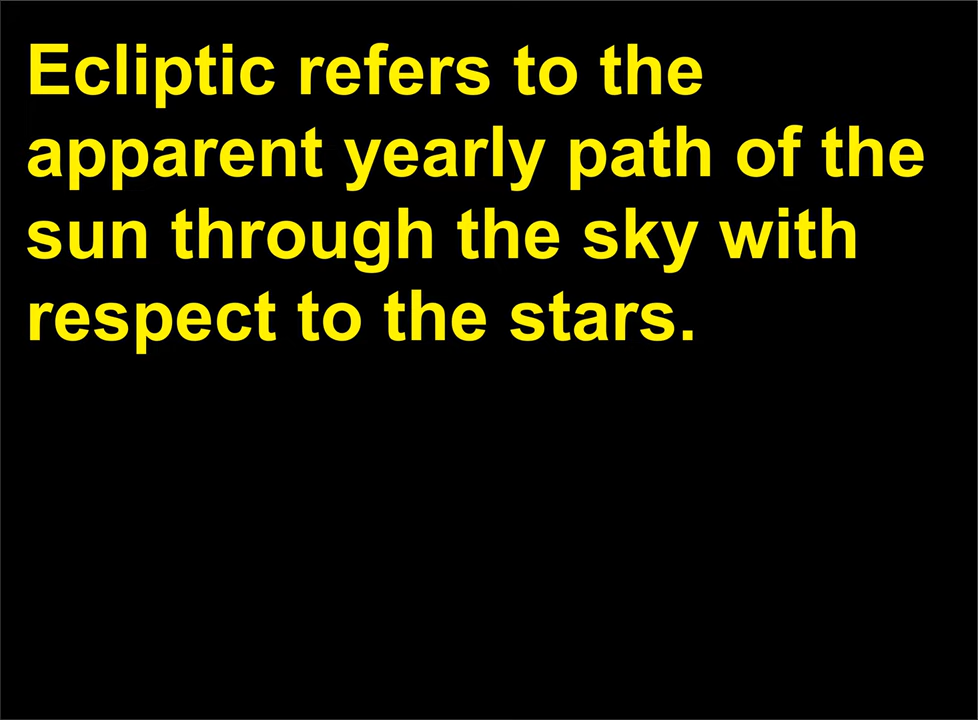 Ecliptic refers to the
apparent yearly path of the
sun through the sky with
respect to the stars.